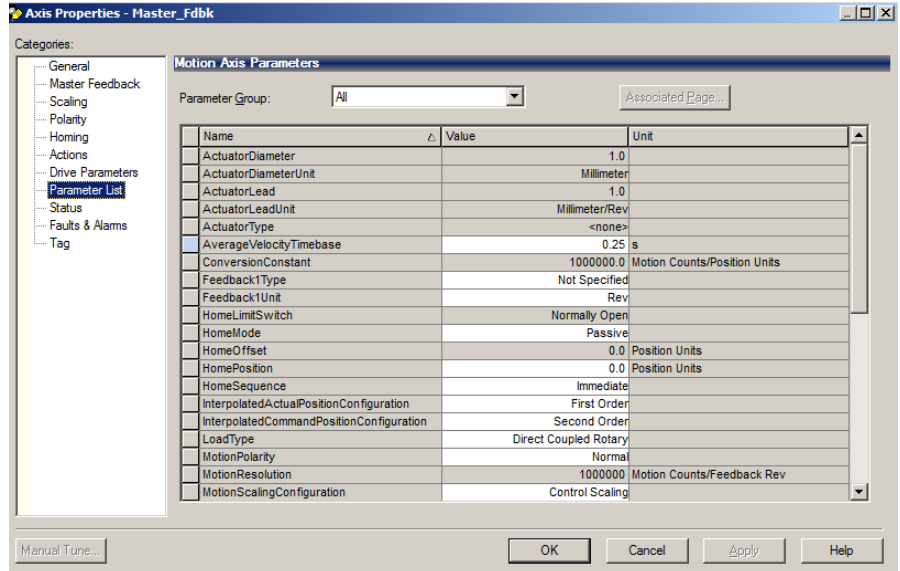 Axis Properties - Master_Fdbk
Categories:
General
Master Feedback
Scaling
Polarity
Homing
Actions
Drive Parameters
Parameter List
Status
Faults & Alarms
Tag
Motion Axis Parameters
Parameter Group: All Associated Page...
Name Value Unit
ActuatorDiameter 1.0
ActuatorDiameterUnit Millimeter
ActuatorLead 1.0
ActuatorLeadUnit Millimeter/Rev
ActuatorType <none>
AverageVelocityTimebase 0.25 s
ConversionConstant 1000000.0 Motion Counts/Position Units
Feedback1Type Not Specified
Feedback1Unit Rev
HomeLimitSwitch Normally Open
HomeMode Passive
HomeOffset 0.0 Position Units
HomePosition 0.0 Position Units
HomeSequence Immediate
InterpolatedActualPositionConfiguration First Order
InterpolatedCommandPositionConfiguration Second Order
LoadType Direct Coupled Rotary
MotionPolarity Normal
MotionResolution 1000000 Motion Counts/Feedback Rev
MotionScalingConfiguration Control Scaling
Manual Tune... OK Cancel Apply Help